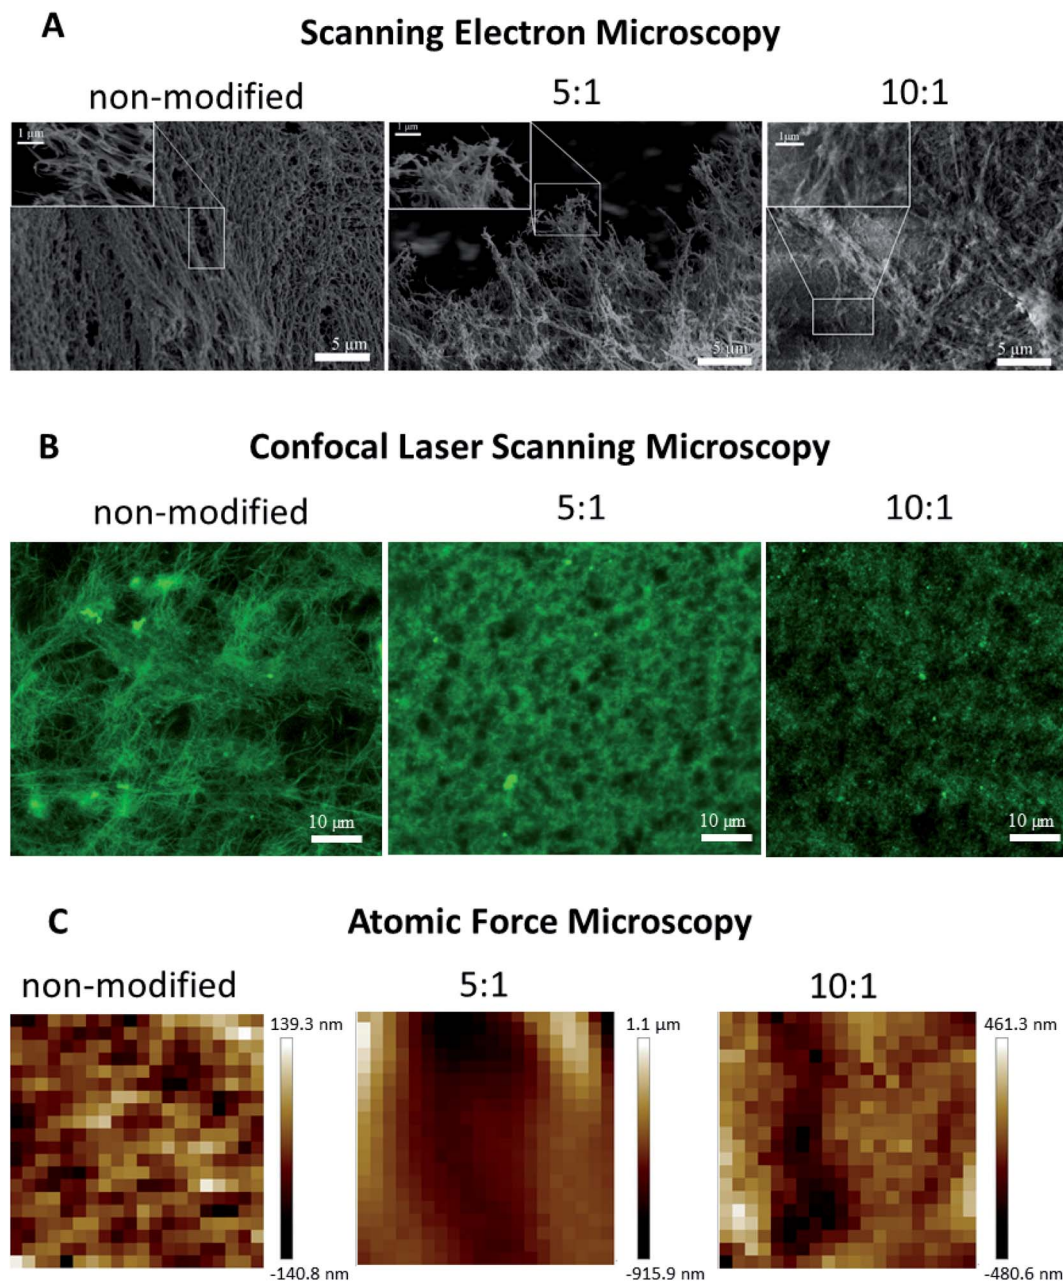 A
Scanning Electron Microscopy
non-modified
5:1
10:1
1 μm
1 μm
1μm
5 μm
5 μm
5 μm
B
Confocal Laser Scanning Microscopy
non-modified
5:1
10:1
10 μm
10 μm
10 μm
C
Atomic Force Microscopy
non-modified
5:1
10:1
139.3 nm
1.1 μm
461.3 nm
-140.8 nm
-915.9 nm
-480.6 nm